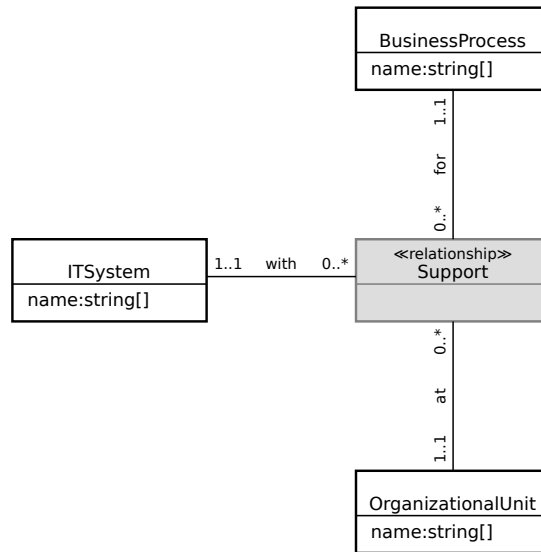 BusinessProcess
name:string[]
1..1
for
0..*
ITSystem
name:string[]
1..1 with 0..*
≪relationship≫
Support
0..*
at
1..1
OrganizationalUnit
name:string[]